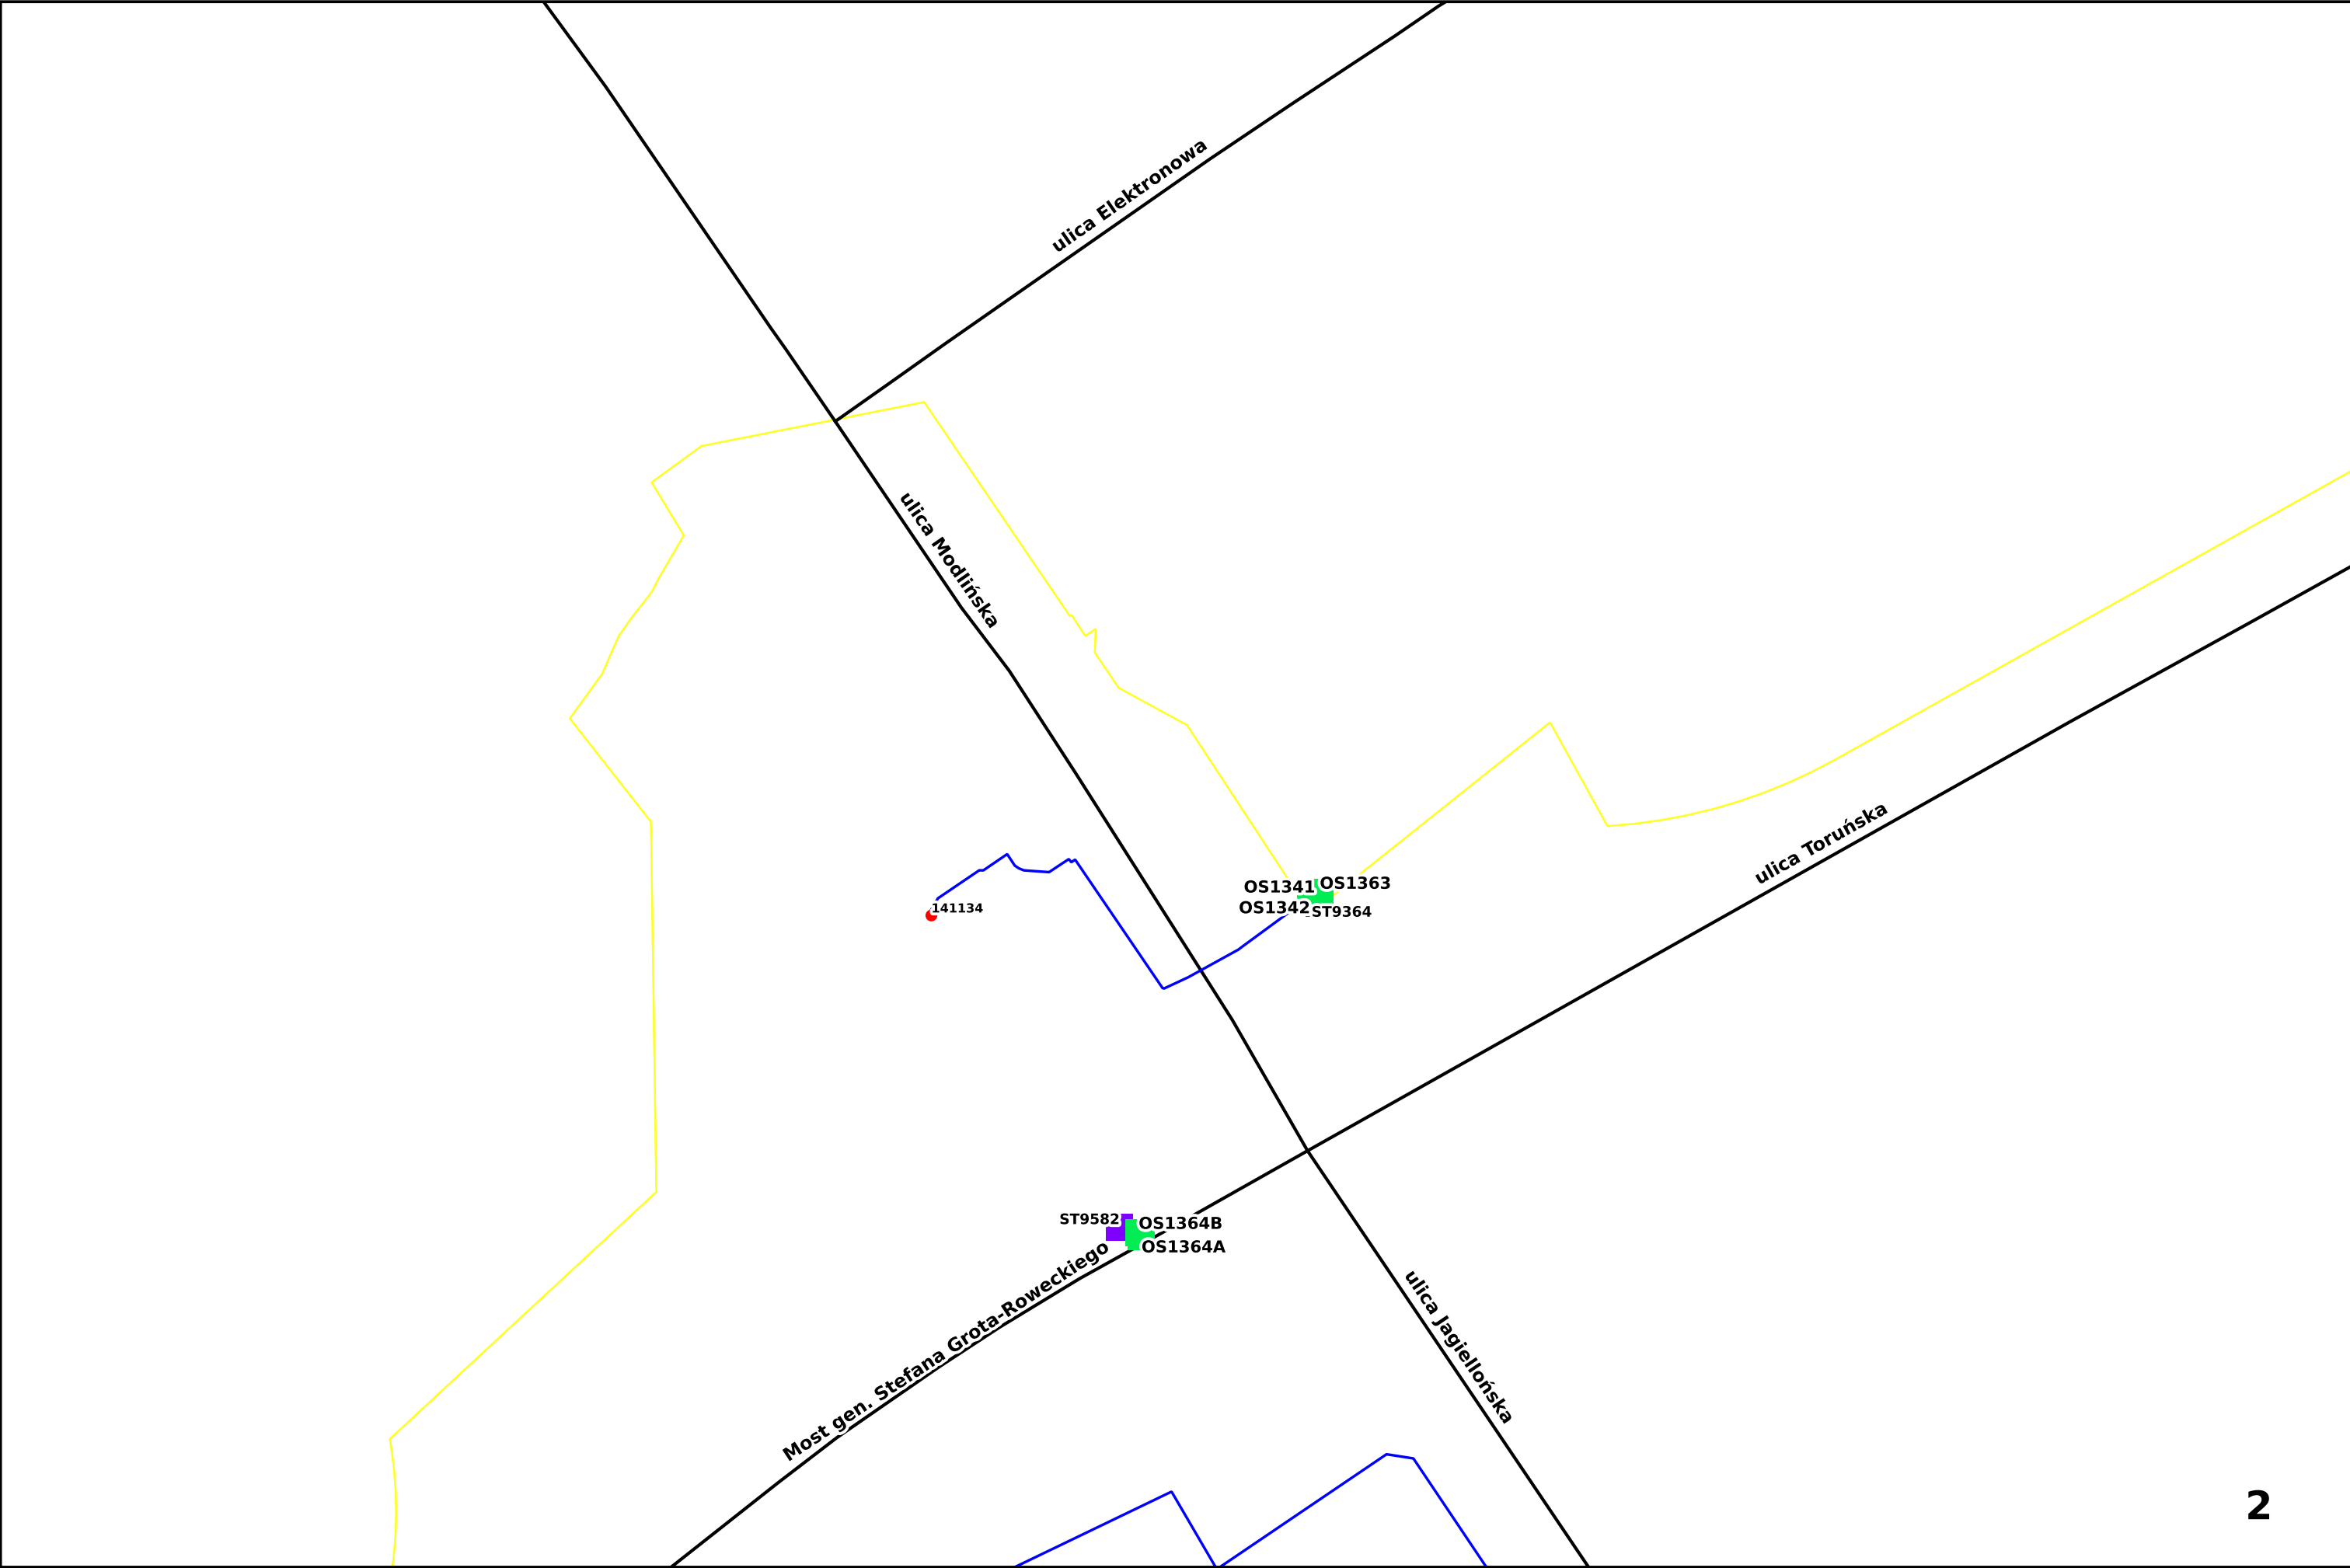 ulica Elektronowa
ulica Modlińska
ulica Toruńska
OS1341
OS1363
OS1342
ST9364
141134
ST9582
OS1364B
OS1364A
Most gen. Stefana Grota-Roweckiego
ulica Jagiellońska
2